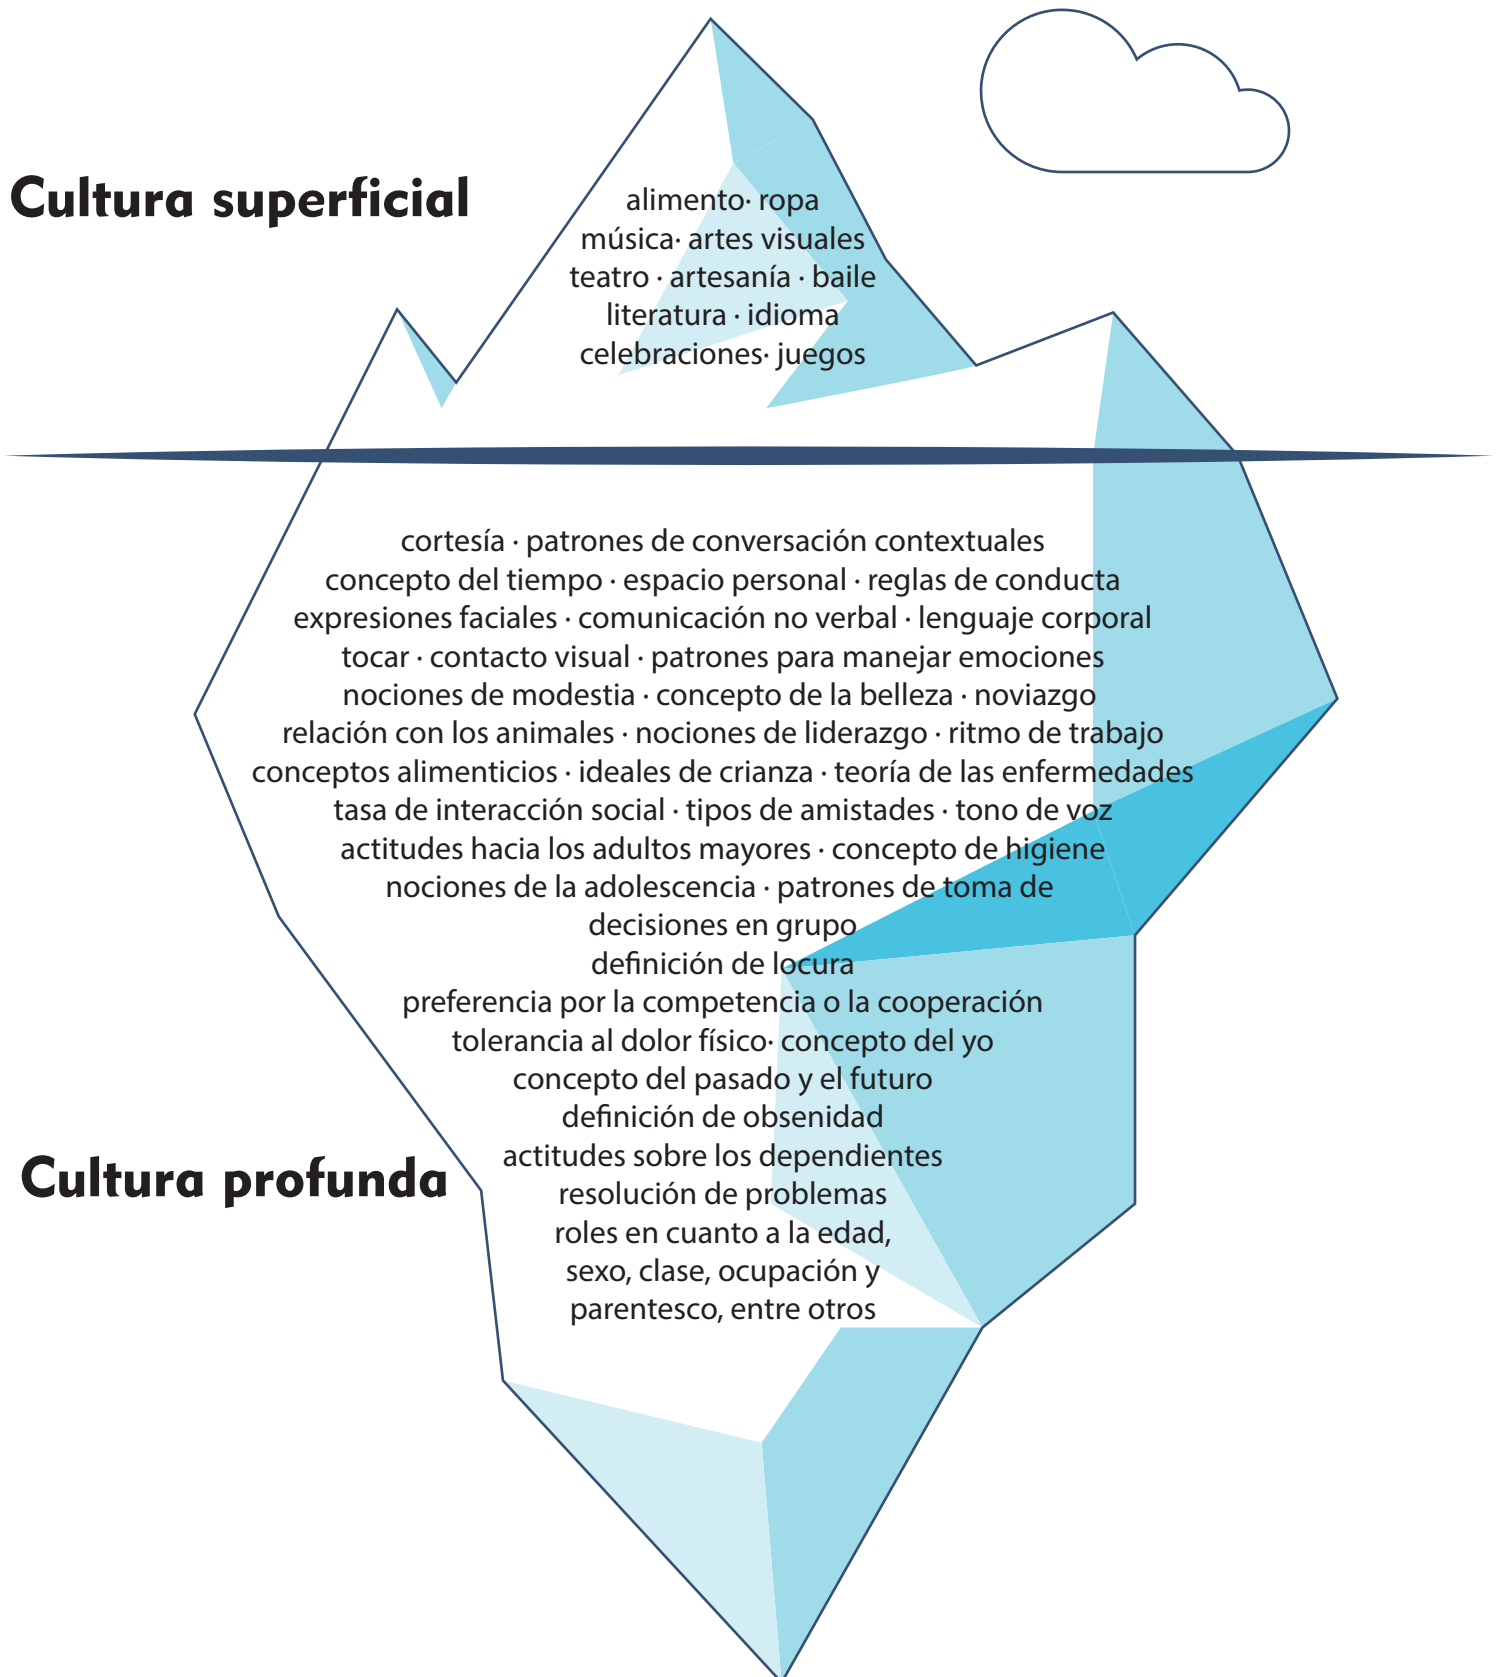 Cultura superficial
alimento· ropa
música· artes visuales
teatro · artesanía · baile
literatura · idioma
celebraciones· juegos
cortesía · patrones de conversación contextuales
concepto del tiempo · espacio personal · reglas de conducta
expresiones faciales · comunicación no verbal · lenguaje corporal
tocar · contacto visual · patrones para manejar emociones
nociones de modestia · concepto de la belleza · noviazgo
relación con los animales · nociones de liderazgo · ritmo de trabajo
conceptos alimenticios · ideales de crianza · teoría de las enfermedades
tasa de interacción social · tipos de amistades · tono de voz
actitudes hacia los adultos mayores · concepto de higiene
nociones de la adolescencia · patrones de toma de
decisiones en grupo
definición de locura
preferencia por la competencia o la cooperación
tolerancia al dolor físico· concepto del yo
concepto del pasado y el futuro
definición de obsenidad
actitudes sobre los dependientes
Cultura profunda
resolución de problemas
roles en cuanto a la edad,
sexo, clase, ocupación y
parentesco, entre otros